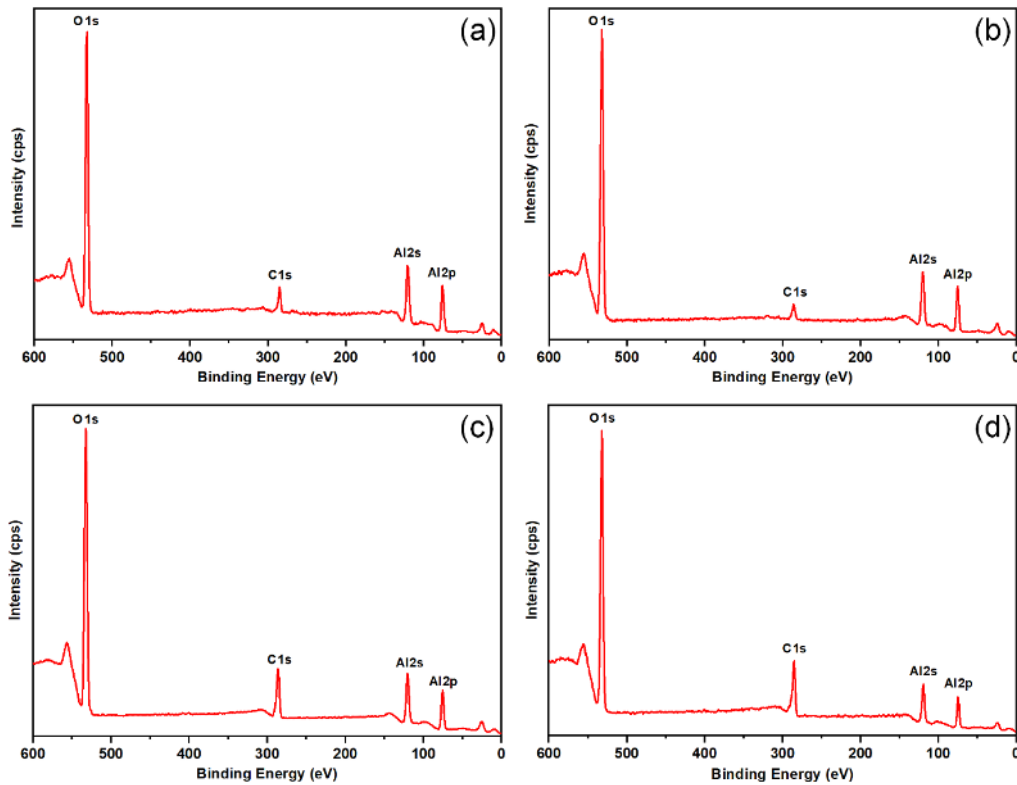 (a)
O1s
C1s
Al2s
Al2p
Intensity (cps)
600 500 400 300 200 100 0
Binding Energy (eV)
(b)
O1s
C1s
Al2s
Al2p
Intensity (cps)
600 500 400 300 200 100 0
Binding Energy (eV)
(c)
O1s
C1s
Al2s
Al2p
Intensity (cps)
600 500 400 300 200 100 0
Binding Energy (eV)
(d)
O1s
C1s
Al2s
Al2p
Intensity (cps)
600 500 400 300 200 100 0
Binding Energy (eV)